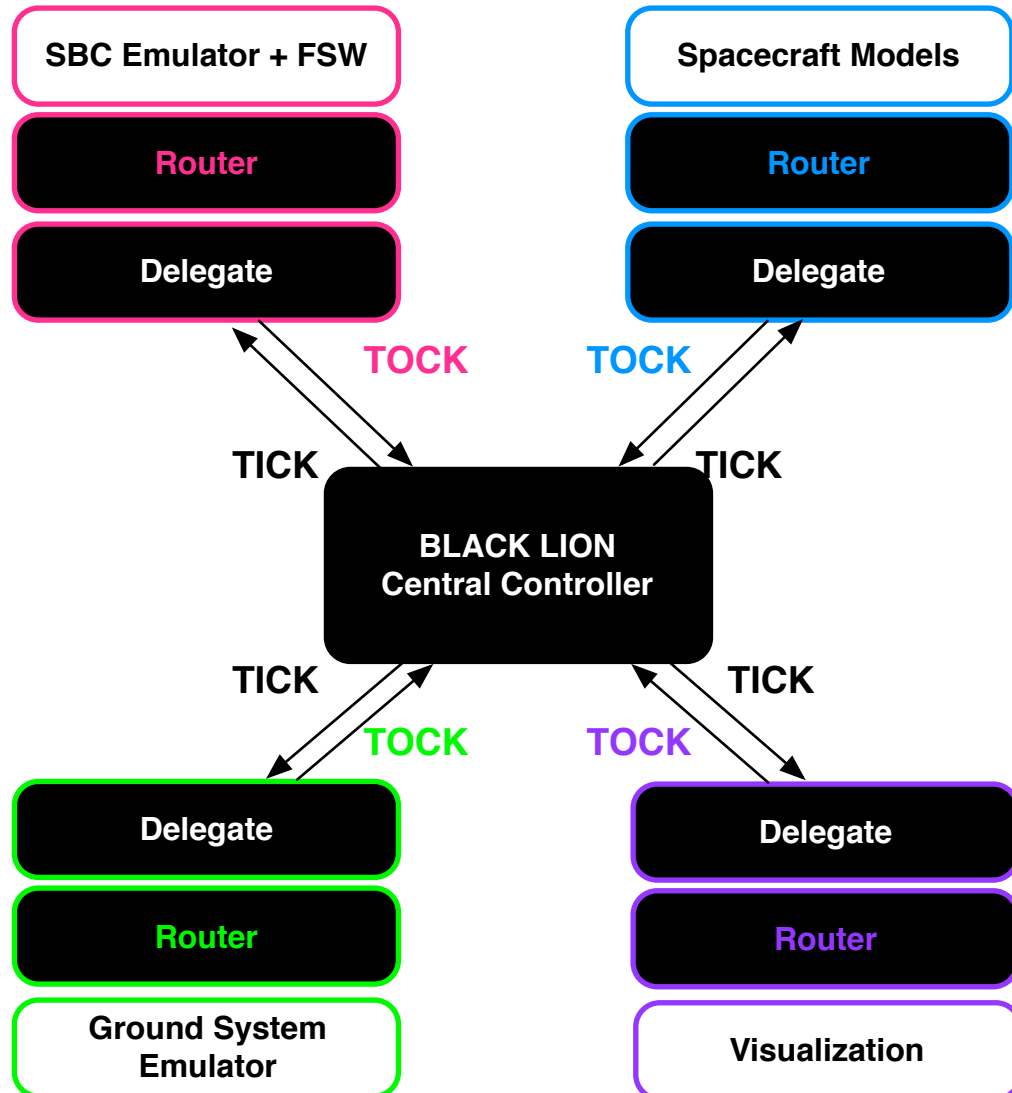 SBC Emulator + FSW
Spacecraft Models
Router
Router
Delegate
Delegate
TOCK
TOCK
TICK
TICK
BLACK LION
Central Controller
TICK
TICK
TOCK
TOCK
Delegate
Delegate
Router
Router
Ground System
Emulator
Visualization